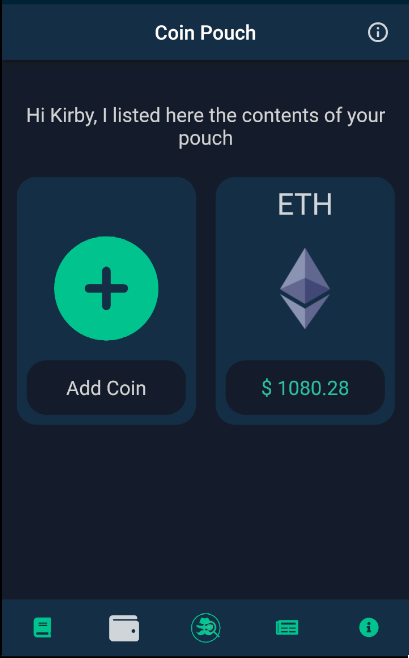 Coin Pouch
Hi Kirby, I listed here the contents of your
pouch
ETH
Add Coin
$ 1080.28